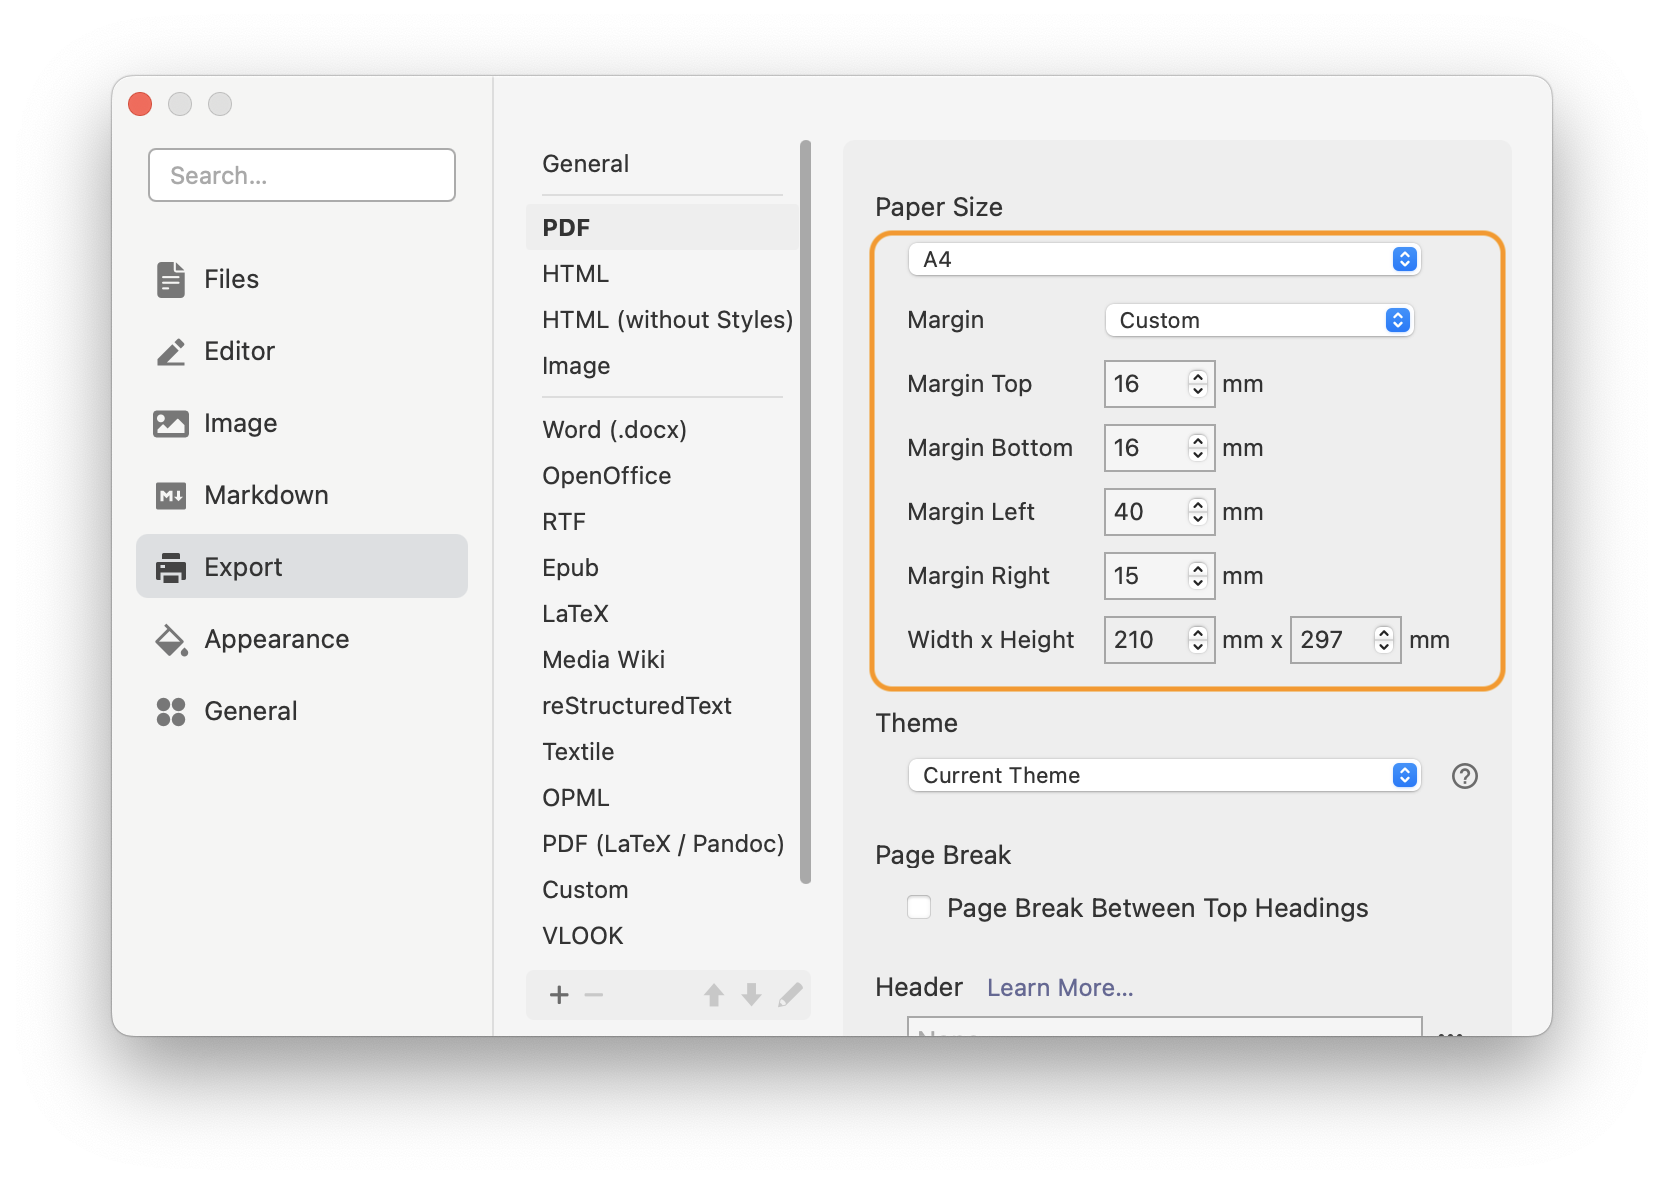 Search...
Files
Editor
Image
Markdown
Export
Appearance
General
General
PDF
HTML
HTML (without Styles)
Image
Word (.docx)
OpenOffice
RTF
Epub
LaTeX
Media Wiki
reStructuredText
Textile
OPML
PDF (LaTeX / Pandoc)
Custom
VLOOK
Paper Size
A4
Margin Custom
Margin Top 16 mm
Margin Bottom 16 mm
Margin Left 40 mm
Margin Right 15 mm
Width x Height 210 mm x 297 mm
Theme
Current Theme
Page Break
Page Break Between Top Headings
Header Learn More...